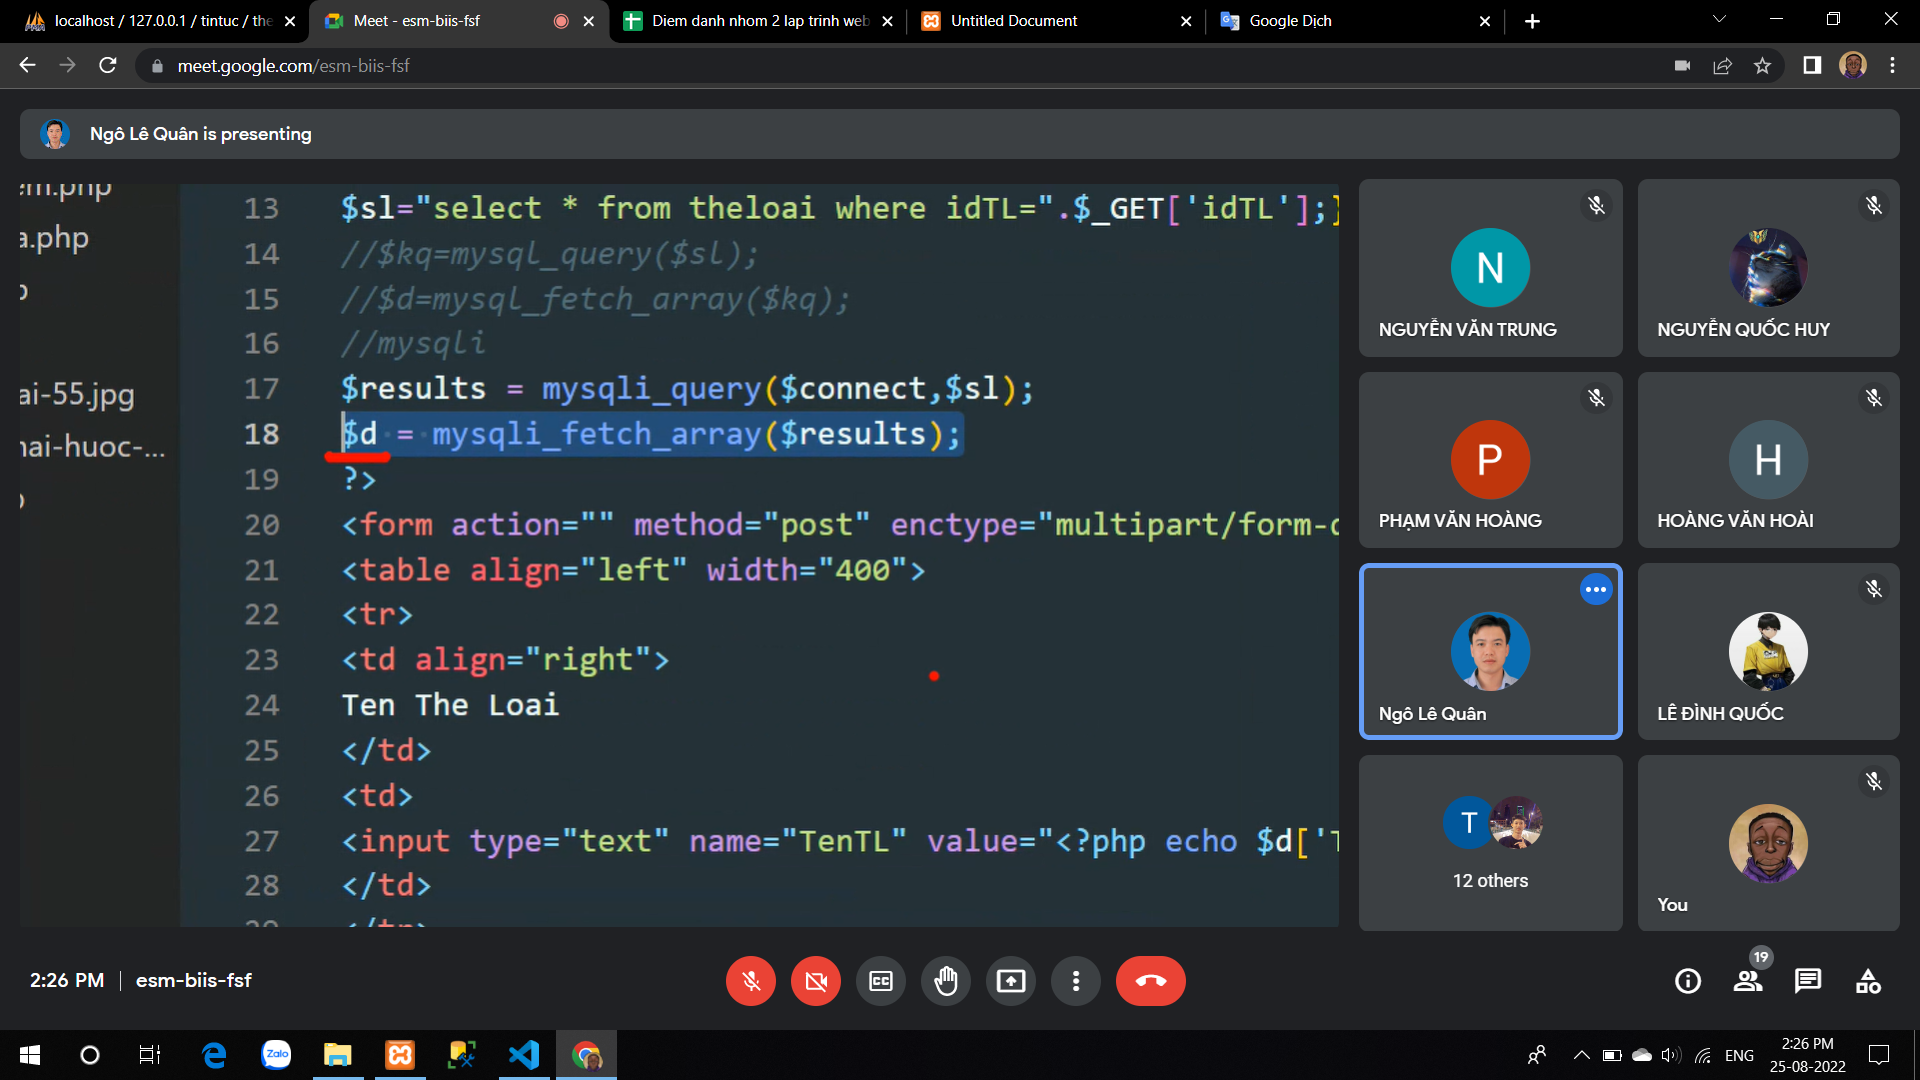 localhost / 127.0.0.1 / tintuc / the
Meet - esm-biis-fsf
Diem danh nhom 2 lap trinh web
Untitled Document
Google Dịch
meet.google.com/esm-biis-fsf
Ngô Lê Quân is presenting
em.php
a.php
ai-55.jpg
nai-huoc-...
13 $sl="select * from theloai where idTL=".$_GET['idTL'];}
14 //$kq=mysql_query($sl);
15 //$d=mysql_fetch_array($kq);
16 //mysqli
17 $results = mysqli_query($connect,$sl);
18 $d = mysqli_fetch_array($results);
19 ?>
20 <form action="" method="post" enctype="multipart/form-d
21 <table align="left" width="400">
22 <tr>
23 <td align="right">
24 Ten The Loai
25 </td>
26 <td>
27 <input type="text" name="TenTL" value="<?php echo $d['T
28 </td>
29 </tr>
N
NGUYỄN VĂN TRUNG
NGUYỄN QUỐC HUY
P
PHẠM VĂN HOÀNG
H
HOÀNG VĂN HOÀI
Ngô Lê Quân
LÊ ĐÌNH QUỐC
T
12 others
You
2:26 PM
esm-biis-fsf
19
Zalo
ENG
2:26 PM
25-08-2022